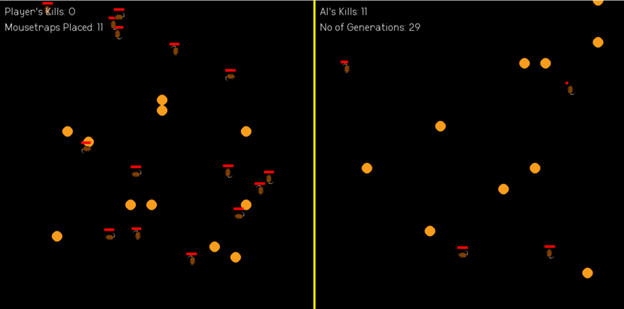 Player's Kills: 0
Mousetraps Placed: 11
AI's Kills: 11
No of Generations: 29